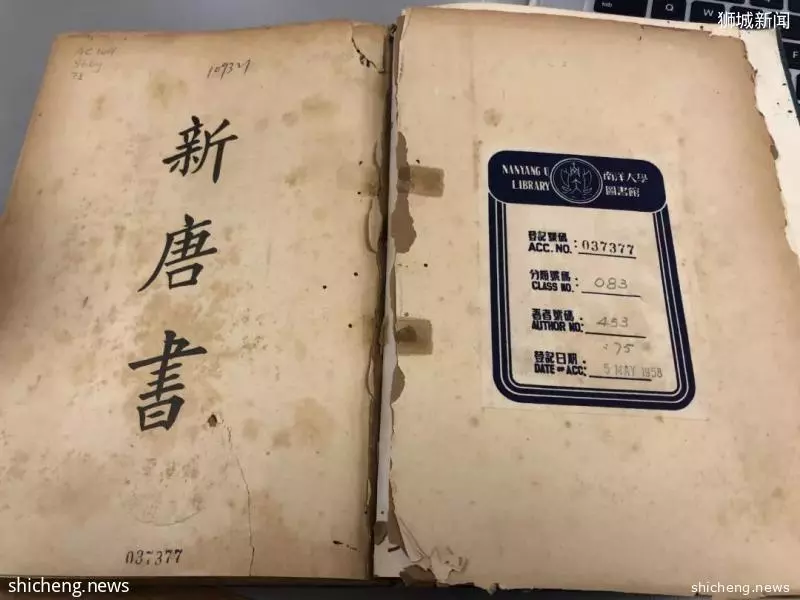 狮城新闻
10932
新唐書
037377
NANYANG U
LIBRARY
南洋大學
圖書館
登記號碼
ACC. NO. : 037377
分類號碼 :
CLASS NO. 083
著者號碼 :
AUTHOR NO. 453
:75
登記日期 :
DATE OF ACC: 5 MAY 1958
shicheng.news
shicheng.news